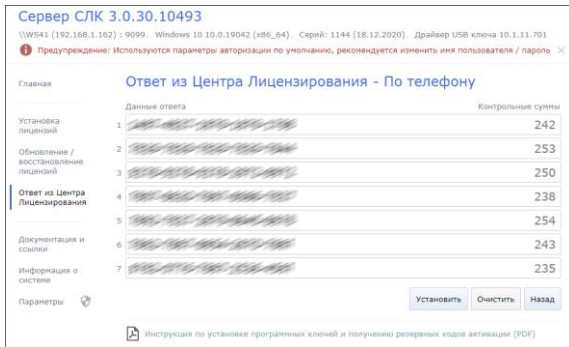 Сервер СЛК 3.0.30.10493
\\WS41 (192.168.1.162) : 9099, Windows 10 10.0.19042 (x86_64). Серий: 1144 (18.12.2020). Драйвер USB ключа 10.1.11.701
Предупреждение: Используются параметры авторизации по умолчанию, рекомендуется изменить имя пользователя / пароль
Главная
Установка
лицензий
Обновление /
восстановление
лицензий
Ответ из Центра
Лицензирования
Документация и
ссылки
Информация о
системе
Параметры
Ответ из Центра Лицензирования - По телефону
Данные ответа Контрольные суммы
1 242
2 253
3 250
4 238
5 254
6 243
7 235
Установить Очистить Назад
Инструкция по установке программных ключей и получению резервных кодов активации (PDF)